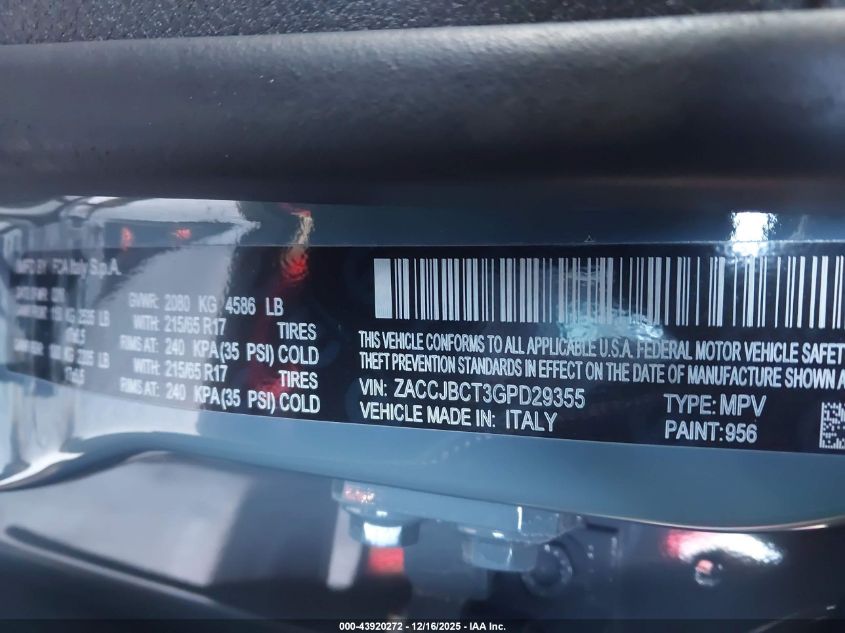 MFD BY FCA Italy S.p.A.
GVWR: 2080 KG 4586 LB
WITH: 215/65 R17 TIRES
RIMS AT: 240 KPA(35 PSI) COLD
WITH: 215/65 R17 TIRES
RIMS AT: 240 KPA(35 PSI) COLD
THIS VEHICLE CONFORMS TO ALL APPLICABLE U.S.A. FEDERAL MOTOR VEHICLE SAFET
THEFT PREVENTION STANDARDS IN EFFECT ON THE DATE OF MANUFACTURE SHOWN A
VIN: ZACCJBCT3GPD29355
TYPE: MPV
VEHICLE MADE IN: ITALY
PAINT:956
000-43920272 - 12/16/2025 - IAA Inc.